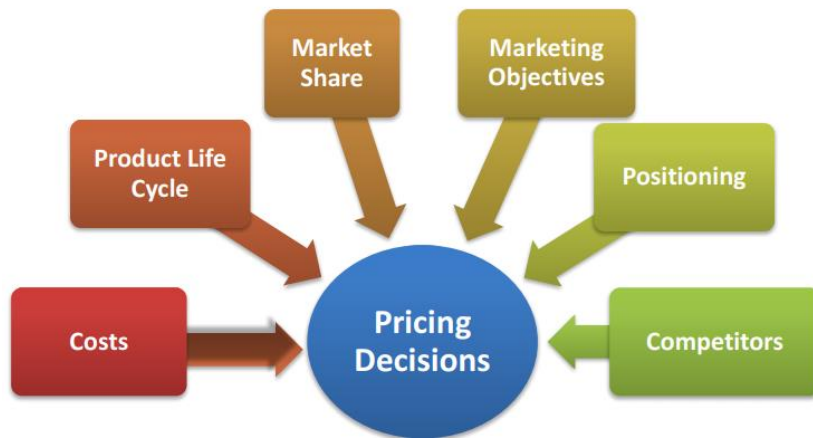 Market
Share
Marketing
Objectives
Product Life
Cycle
Positioning
Costs
Pricing
Decisions
Competitors